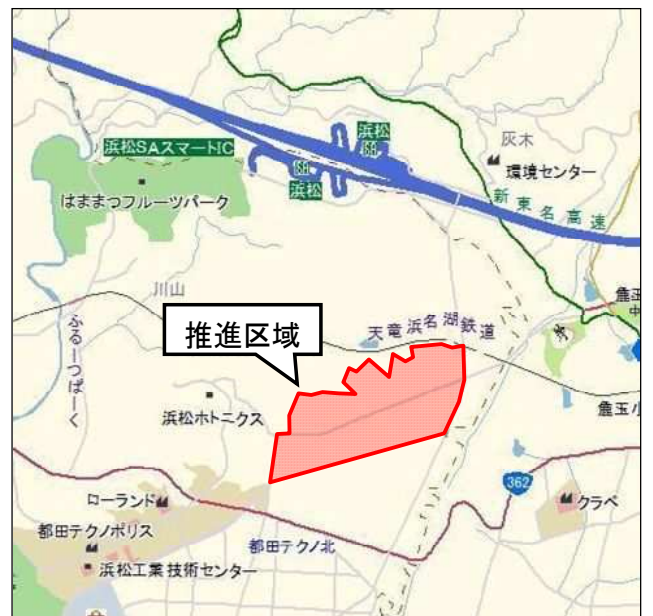 浜松
浜松SAスマートIC
SA
SA
浜松
灰木
環境センター
はままつフルーツパーク
新東名高速
川山
推進区域
天竜浜名湖鉄道
ふるーつぱーく
浜松ホトニクス
麁玉小
362
ローランド
クラベ
都田テクノポリス
都田テクノ北
浜松工業技術センター